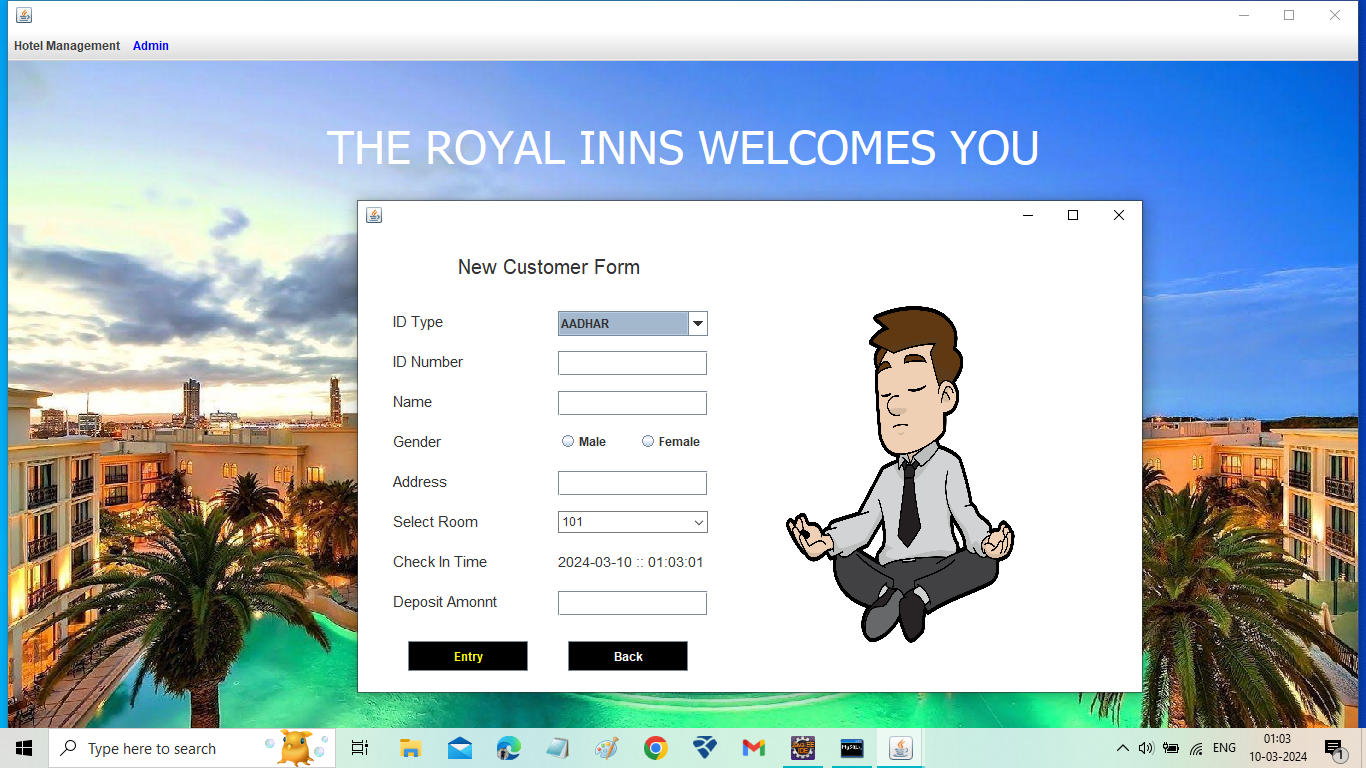 Hotel Management Admin
THE ROYAL INNS WELCOMES YOU
New Customer Form
ID Type AADHAR
ID Number
Name
Gender Male Female
Address
Select Room 101
Check In Time 2024-03-10 :: 01:03:01
Deposit Amonnt
Entry Back
Type here to search
ENG
01:03
10-03-2024
1